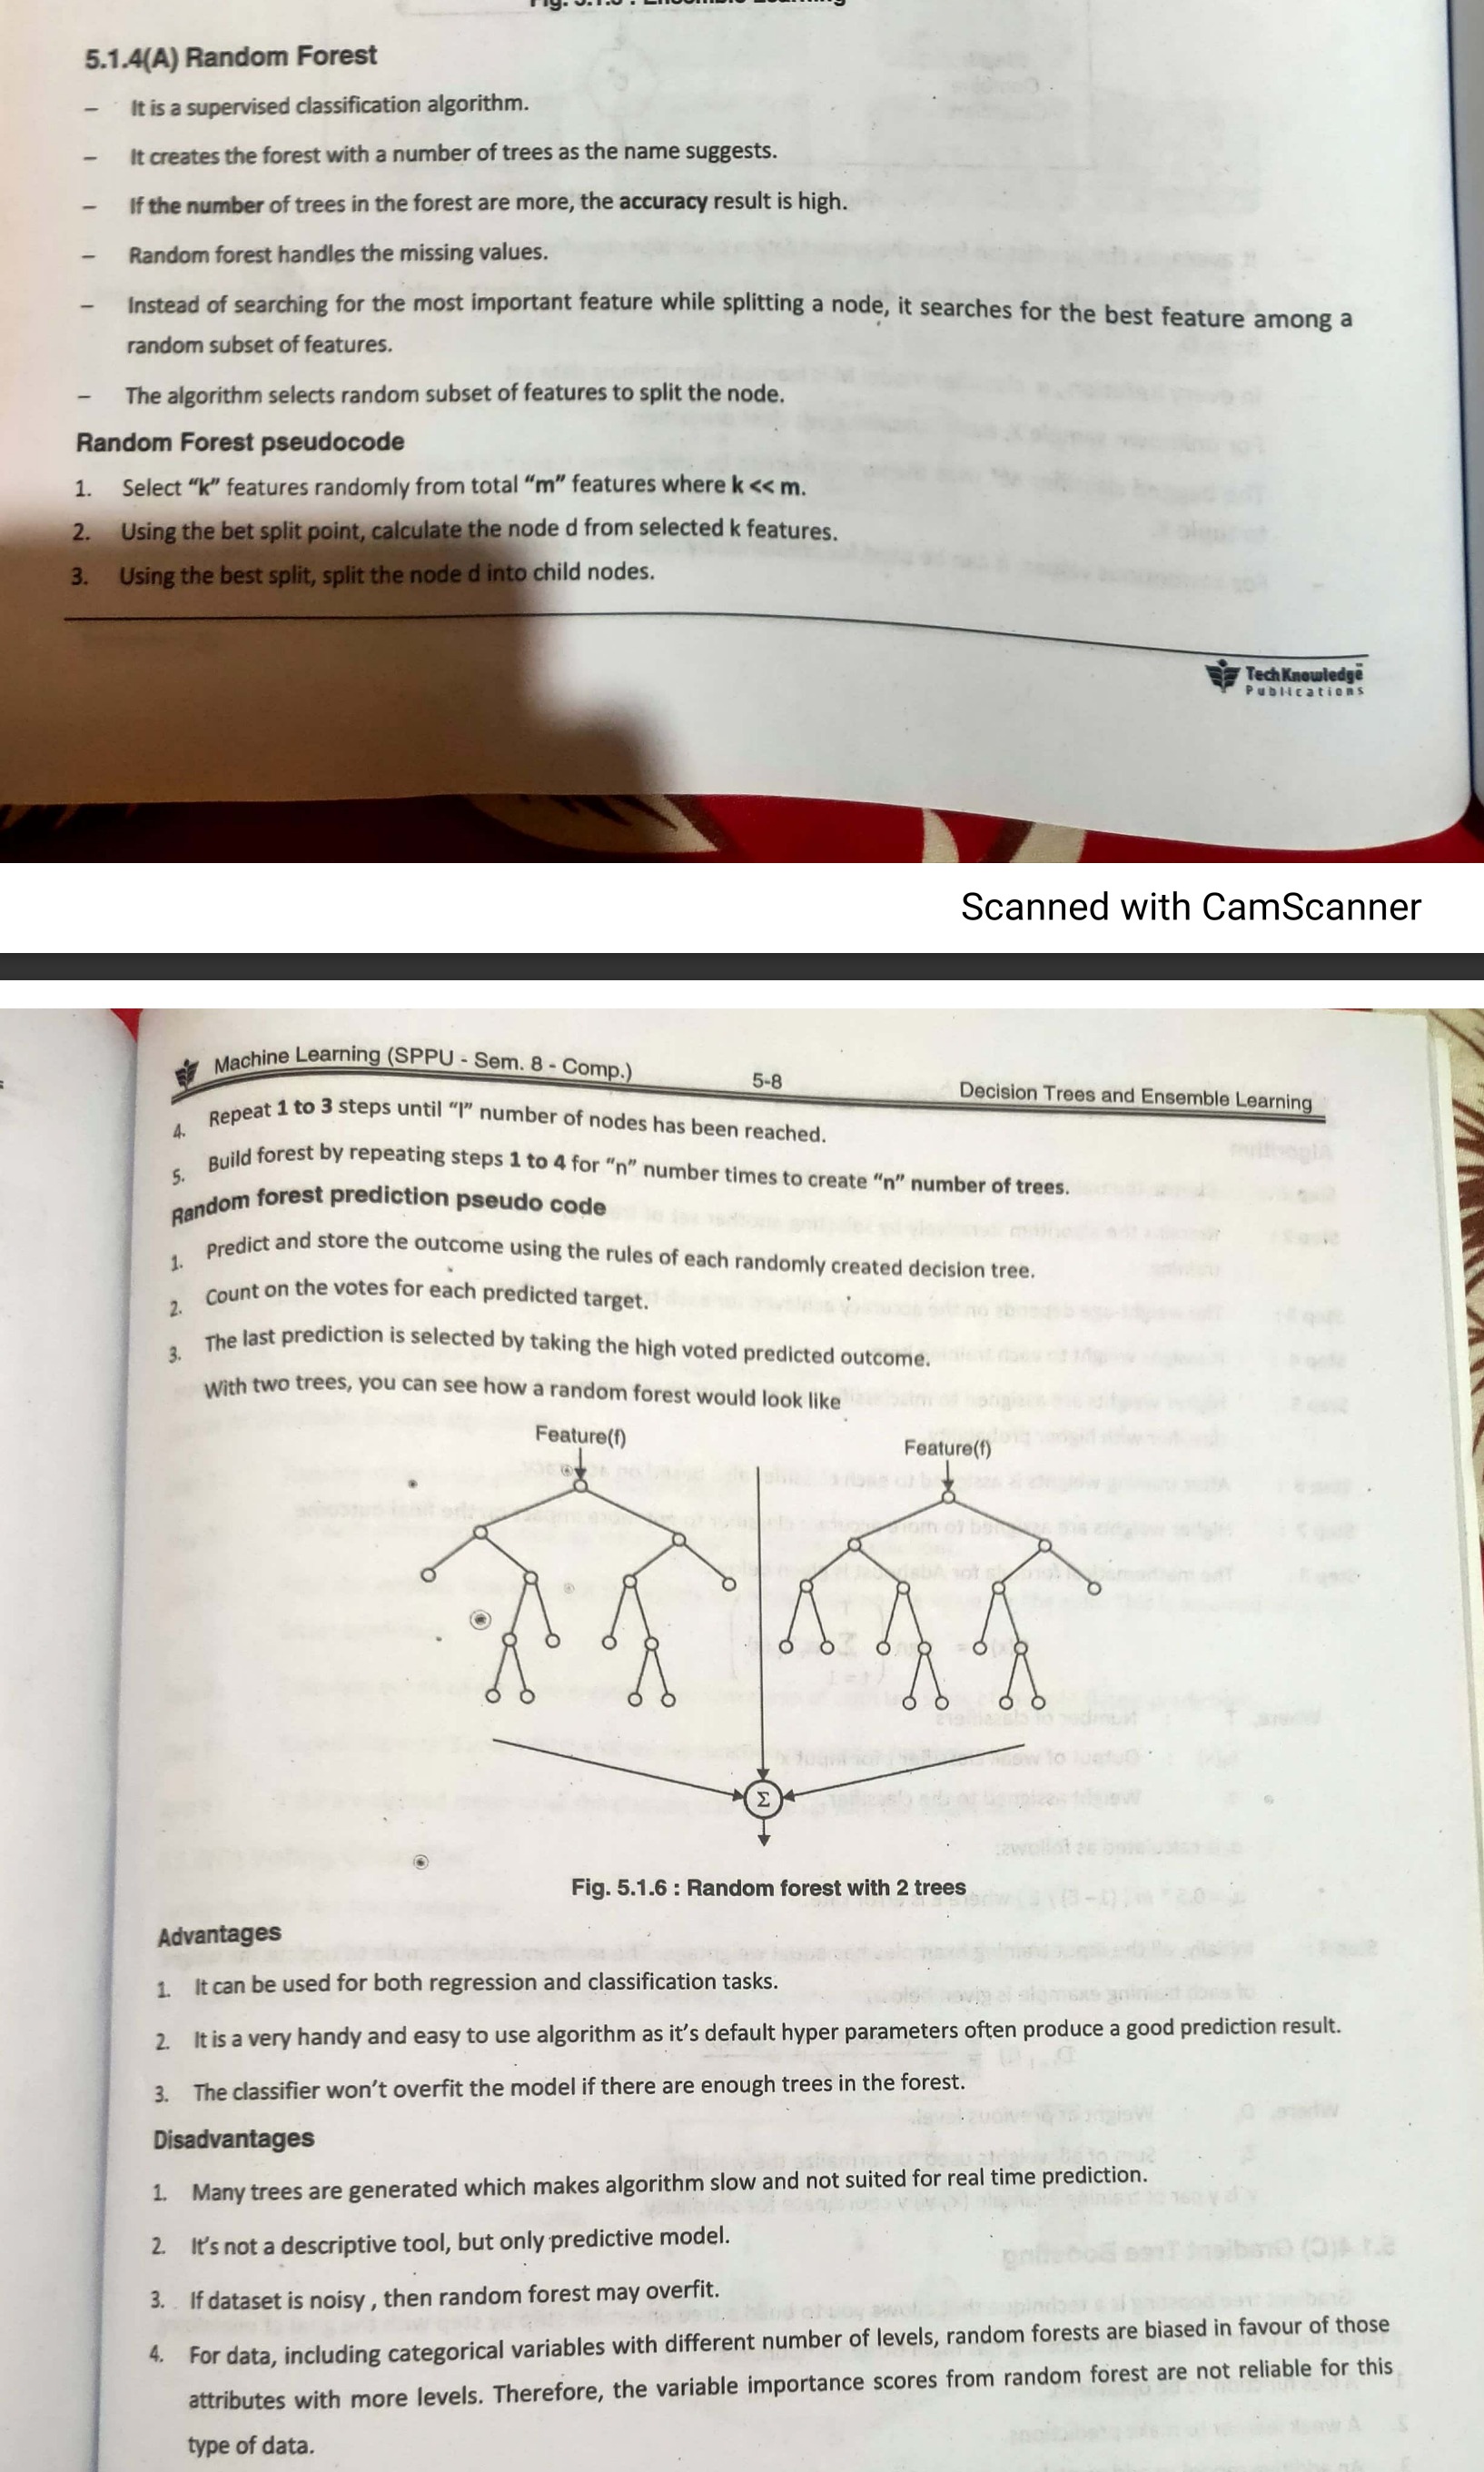 Fig. 5.1.5 : Ensemble Learning
5.1.4(A) Random Forest
– It is a supervised classification algorithm.
– It creates the forest with a number of trees as the name suggests.
– If the number of trees in the forest are more, the accuracy result is high.
– Random forest handles the missing values.
– Instead of searching for the most important feature while splitting a node, it searches for the best feature among a
random subset of features.
– The algorithm selects random subset of features to split the node.
Random Forest pseudocode
1. Select “k” features randomly from total “m” features where k << m.
2. Using the bet split point, calculate the node d from selected k features.
3. Using the best split, split the node d into child nodes.
TechKnowledge
Publications
Scanned with CamScanner
Machine Learning (SPPU - Sem. 8 - Comp.) 5-8 Decision Trees and Ensemble Learning
4. Repeat 1 to 3 steps until “l” number of nodes has been reached.
5. Build forest by repeating steps 1 to 4 for “n” number times to create “n” number of trees.
Random forest prediction pseudo code
1. Predict and store the outcome using the rules of each randomly created decision tree.
2. Count on the votes for each predicted target.
3. The last prediction is selected by taking the high voted predicted outcome.
With two trees, you can see how a random forest would look like
Feature(f) Feature(f)
Σ
Fig. 5.1.6 : Random forest with 2 trees
Advantages
1. It can be used for both regression and classification tasks.
2. It is a very handy and easy to use algorithm as it’s default hyper parameters often produce a good prediction result.
3. The classifier won’t overfit the model if there are enough trees in the forest.
Disadvantages
1. Many trees are generated which makes algorithm slow and not suited for real time prediction.
2. It’s not a descriptive tool, but only predictive model.
3. If dataset is noisy , then random forest may overfit.
4. For data, including categorical variables with different number of levels, random forests are biased in favour of those
attributes with more levels. Therefore, the variable importance scores from random forest are not reliable for this
type of data.